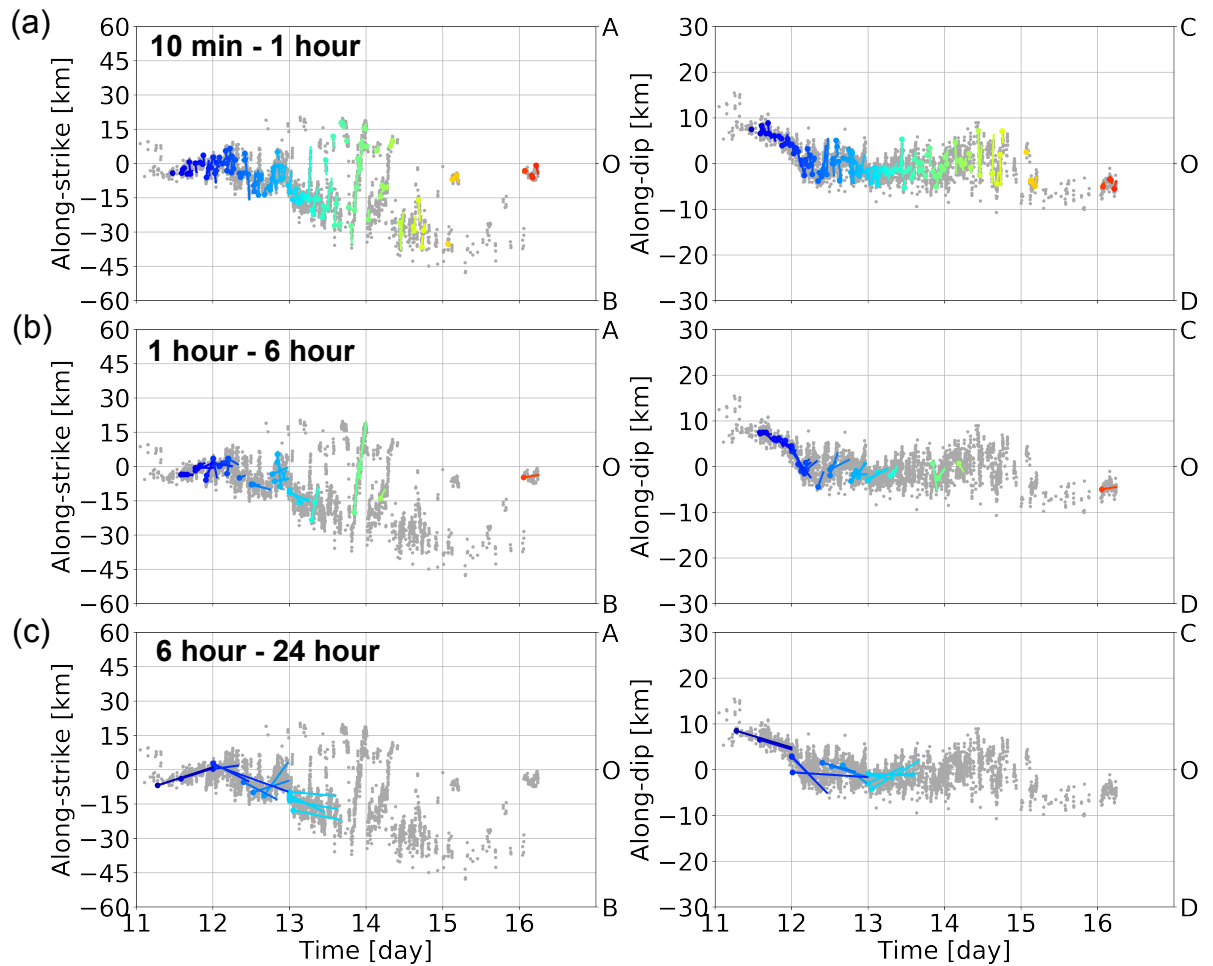 (a)
10 min - 1 hour
60
45
30
15
0
−15
−30
−45
−60
Along-strike [km]
A
O
B
30
20
10
0
−10
−20
−30
Along-dip [km]
C
O
D
(b)
1 hour - 6 hour
60
45
30
15
0
−15
−30
−45
−60
Along-strike [km]
A
O
B
30
20
10
0
−10
−20
−30
Along-dip [km]
C
O
D
(c)
6 hour - 24 hour
60
45
30
15
0
−15
−30
−45
−60
Along-strike [km]
A
O
B
11 12 13 14 15 16
Time [day]
30
20
10
0
−10
−20
−30
Along-dip [km]
C
O
D
11 12 13 14 15 16
Time [day]